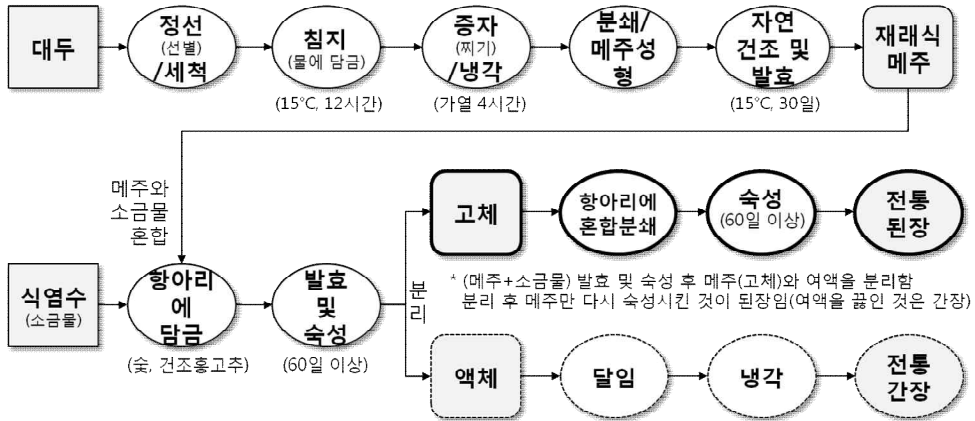 대두
정선
(선별)
/세척
침지
(물에 담금)
(15℃, 12시간)
증자
(찌기)
/냉각
(가열 4시간)
분쇄/
메주성
형
자연
건조 및
발효
(15℃, 30일)
재래식
메주
메주와
소금물
혼합
식염수
(소금물)
항아리
에
담금
(숯, 건조홍고추)
발효
및
숙성
(60일 이상)
분
리
고체
항아리에
혼합분쇄
숙성
(60일 이상)
전통
된장
* (메주+소금물) 발효 및 숙성 후 메주(고체)와 여액을 분리함
분리 후 메주만 다시 숙성시킨 것이 된장임(여액을 끓인 것은 간장)
액체
달임
냉각
전통
간장